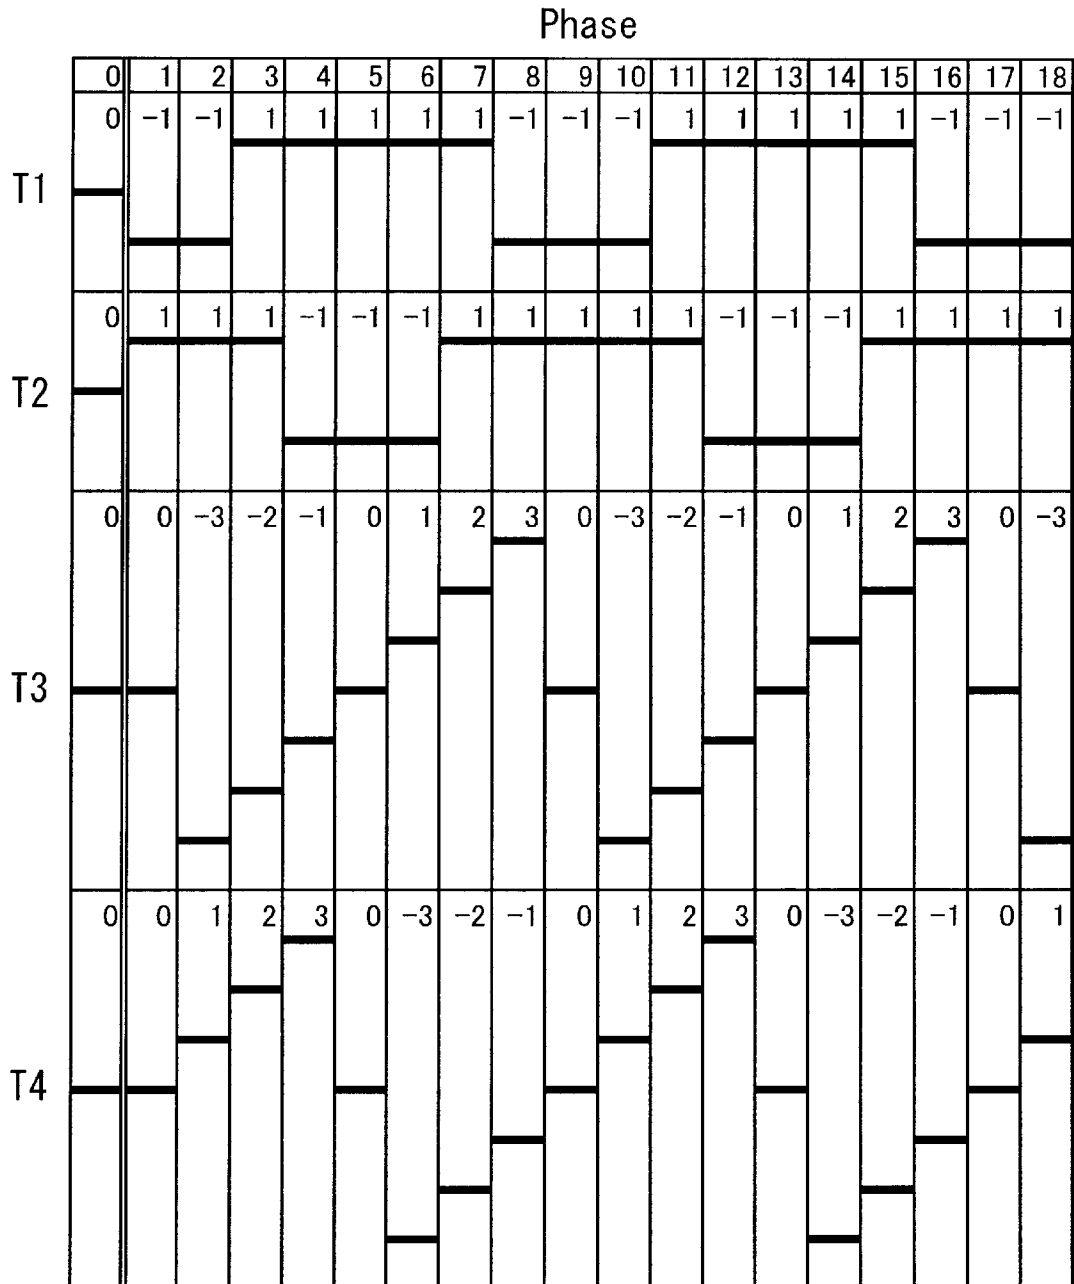 Phase
0 1 2 3 4 5 6 7 8 9 10 11 12 13 14 15 16 17 18
0 -1 -1 1 1 1 1 1 -1 -1 -1 1 1 1 1 1 -1 -1 -1
T1
0 1 1 1 -1 -1 -1 1 1 1 1 1 -1 -1 -1 1 1 1 1
T2
0 0 -3 -2 -1 0 1 2 3 0 -3 -2 -1 0 1 2 3 0 -3
T3
0 0 1 2 3 0 -3 -2 -1 0 1 2 3 0 -3 -2 -1 0 1
T4